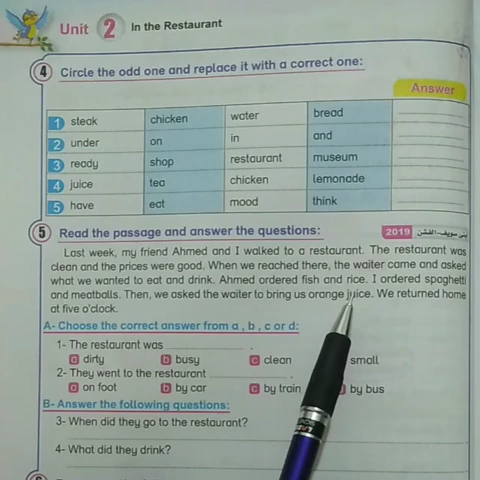 Unit 2 In the Restaurant
4 Circle the odd one and replace it with a correct one:
Answer
1 steak chicken water bread
2 under on in and
3 ready shop restaurant museum
4 juice tea chicken lemonade
5 have eat mood think
5 Read the passage and answer the questions: 2019 بنى سويف-الفشن
Last week, my friend Ahmed and I walked to a restaurant. The restaurant was
clean and the prices were good. When we reached there, the waiter came and asked
what we wanted to eat and drink. Ahmed ordered fish and rice. I ordered spaghetti
and meatballs. Then, we asked the waiter to bring us orange juice. We returned home
at five o'clock.
A- Choose the correct answer from a , b , c or d:
1- The restaurant was ________ .
a dirty b busy c clean small
2- They went to the restaurant ________ .
a on foot b by car c by train by bus
B- Answer the following questions:
3- When did they go to the restaurant?
4- What did they drink?